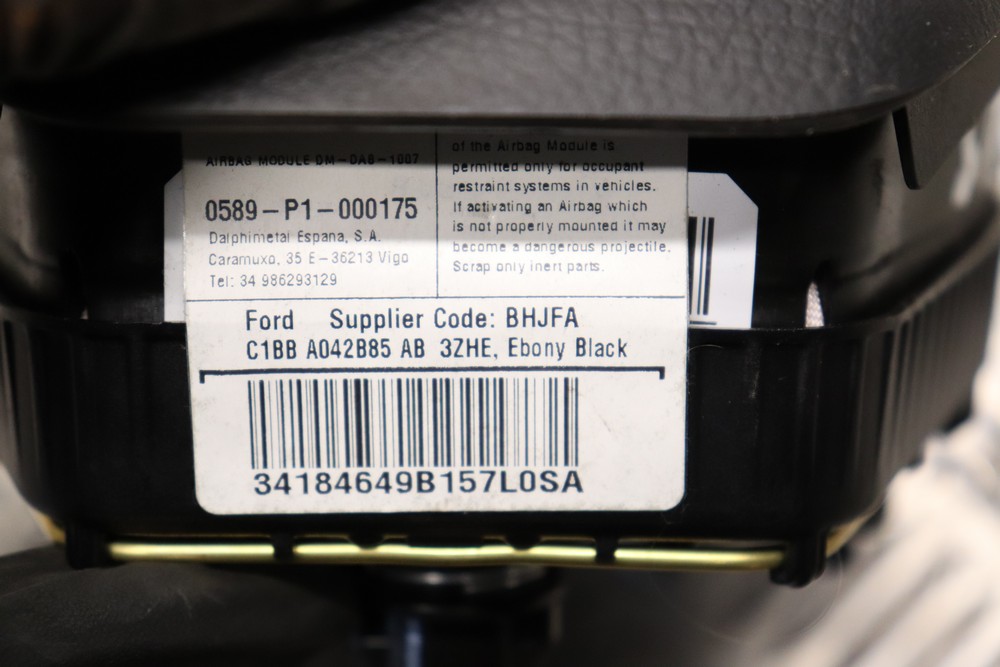 AIRBAG MODULE DM-DAB-1007
0589-P1-000175
Dalphimetal Espana, S.A.
Caramuxo, 35 E-36213 Vigo
Tel: 34 986293129
of the Airbag Module is
permitted only for occupant
restraint systems in vehicles.
If activating an Airbag which
is not properly mounted it may
become a dangerous projectile.
Scrap only inert parts.
Ford Supplier Code: BHJFA
C1BB A042B85 AB 3ZHE, Ebony Black
34184649B157L0SA